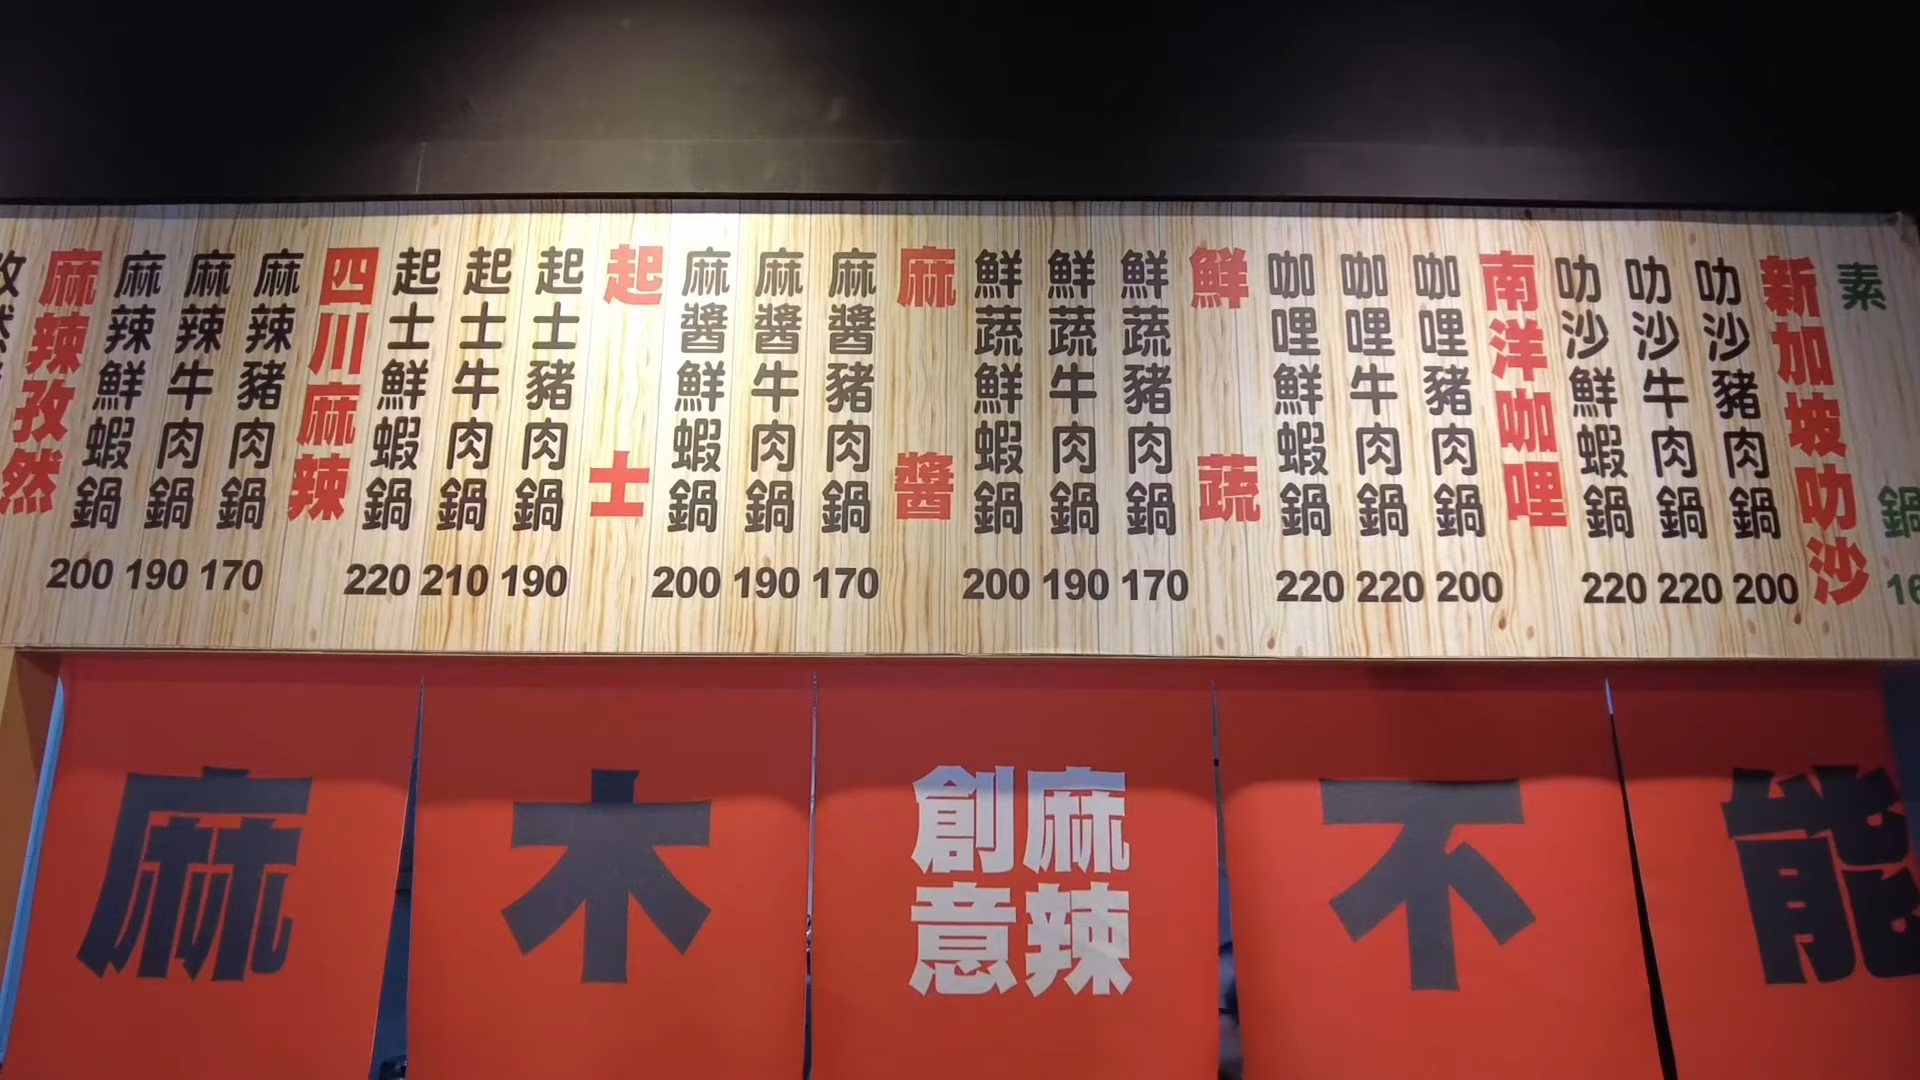 素鍋
新加坡叻沙
叻沙豬肉鍋
200
叻沙牛肉鍋
220
叻沙鮮蝦鍋
220
南洋咖哩
咖哩豬肉鍋
200
咖哩牛肉鍋
220
咖哩鮮蝦鍋
220
鮮蔬
鮮蔬豬肉鍋
170
鮮蔬牛肉鍋
190
鮮蔬鮮蝦鍋
200
麻醬
麻醬豬肉鍋
170
麻醬牛肉鍋
190
麻醬鮮蝦鍋
200
起士
起士豬肉鍋
190
起士牛肉鍋
210
起士鮮蝦鍋
220
四川麻辣
麻辣豬肉鍋
170
麻辣牛肉鍋
190
麻辣鮮蝦鍋
200
麻辣孜然
麻
木
麻辣
創意
不
能